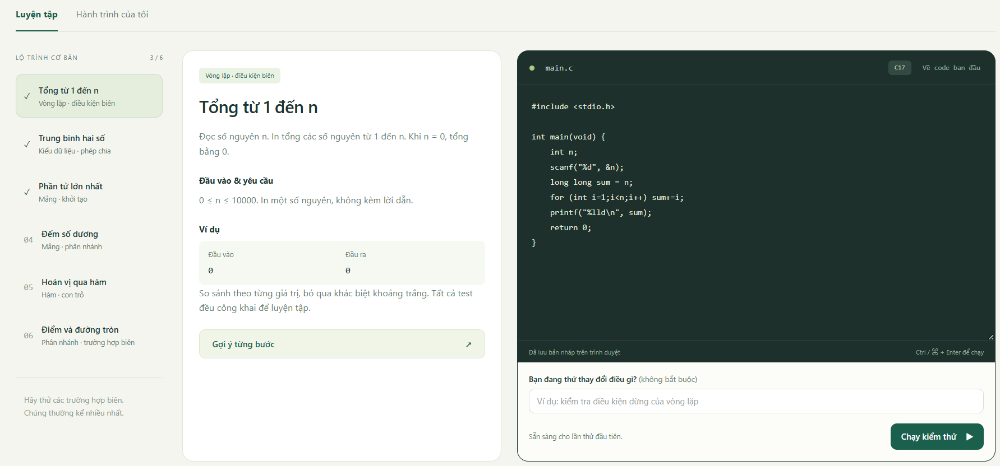 Luyện tập
Hành trình của tôi
LỘ TRÌNH CƠ BẢN
3 / 6
✓
Tổng từ 1 đến n
Vòng lặp · điều kiện biên
✓
Trung bình hai số
Kiểu dữ liệu · phép chia
✓
Phần tử lớn nhất
Mảng · khởi tạo
04
Đếm số dương
Mảng · phân nhánh
05
Hoán vị qua hàm
Hàm · con trỏ
06
Điểm và đường tròn
Phân nhánh · trường hợp biên
Hãy thử các trường hợp biên.
Chúng thường kể nhiều nhất.
Vòng lặp · điều kiện biên
Tổng từ 1 đến n
Đọc số nguyên n. In tổng các số nguyên từ 1 đến n. Khi n = 0, tổng
bằng 0.
Đầu vào & yêu cầu
0 ≤ n ≤ 10000. In một số nguyên, không kèm lời dẫn.
Ví dụ
Đầu vào
Đầu ra
0
0
So sánh theo từng giá trị, bỏ qua khác biệt khoảng trắng. Tất cả test
đều công khai để luyện tập.
Gợi ý từng bước ↗
main.c
C17
Về code ban đầu
#include <stdio.h>
int main(void) {
    int n;
    scanf("%d", &n);
    long long sum = n;
    for (int i=1;i<n;i++) sum+=i;
    printf("%lld\n", sum);
    return 0;
}
Đã lưu bản nháp trên trình duyệt
Ctrl / ⌘ + Enter để chạy
Bạn đang thử thay đổi điều gì? (không bắt buộc)
Ví dụ: kiểm tra điều kiện dừng của vòng lặp
Sẵn sàng cho lần thử đầu tiên.
Chạy kiểm thử ▶